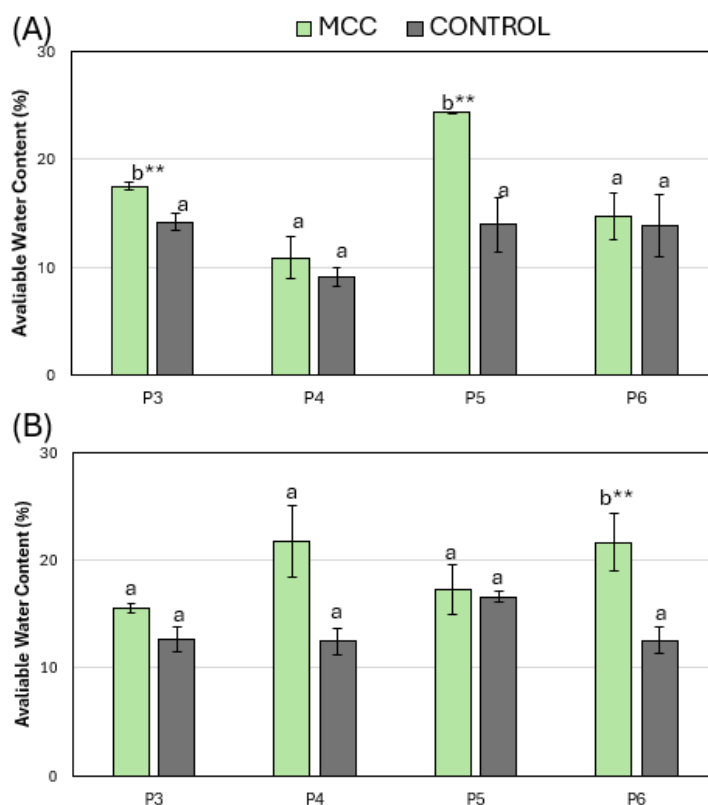 (A) MCC CONTROL
Avaliable Water Content (%)
30
20
10
0
b** a a a b** a a a
P3 P4 P5 P6
(B)
Avaliable Water Content (%)
30
20
10
0
a a a a a a b** a
P3 P4 P5 P6